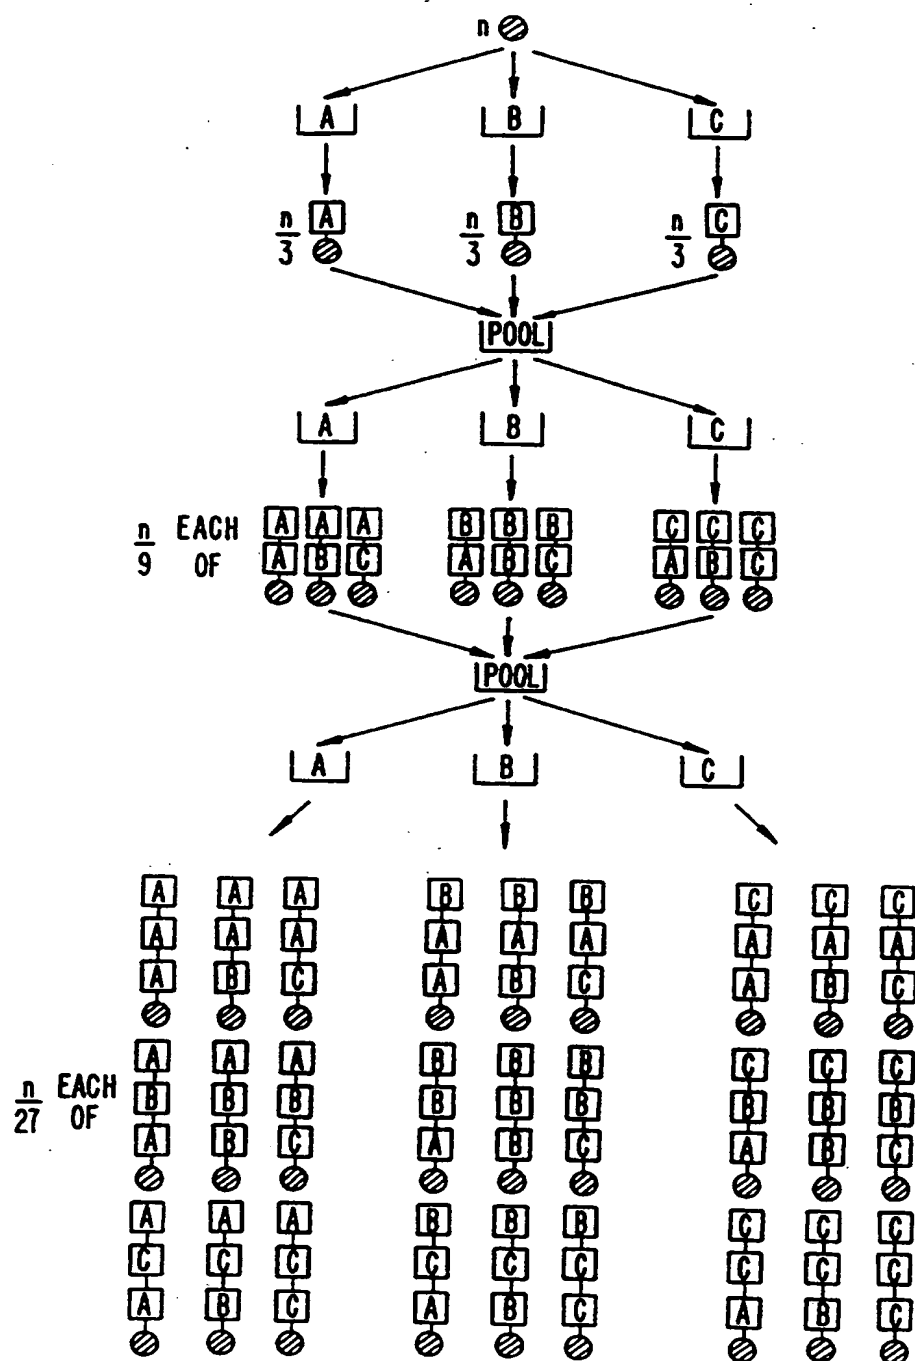 n
A B C
n/3 A n/3 B n/3 C
POOL
A B C
n/9 EACH OF
A A A B B B C C C
A B C A B C A B C
POOL
A B C
A A A B B B C C C
A A A A A A A A A
A B C A B C A B C
n/27 EACH OF
A A A B B B C C C
B B B B B B B B B
A B C A B C A B C
A A A B B B C C C
C C C C C C C C C
A B C A B C A B C